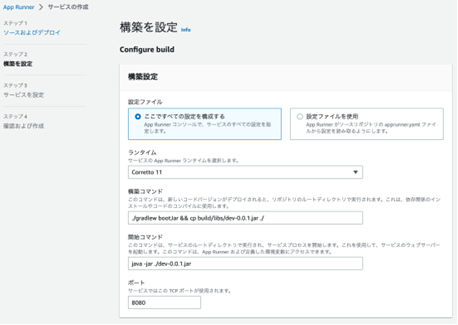 App Runner > サービスの作成
ステップ 1
ソースおよびデプロイ
ステップ 2
構築を設定
ステップ 3
サービスを設定
ステップ 4
確認および作成
構築を設定 Info
Configure build
構築設定
設定ファイル
ここですべての設定を構成する
App Runner コンソールで、サービスのすべての設定を指
定します。
設定ファイルを使用
App Runner がソースリポジトリの apprunner.yaml ファイ
ルから設定を読み取るようにします。
ランタイム
サービスの App Runner ランタイムを選択します。
Corretto 11
構築コマンド
このコマンドは、新しいコードバージョンがデプロイされると、リポジトリのルートディレクトリで実行されます。これは、依存関係のイン
ストールやコードのコンパイルに使用します。
./gradlew bootJar && cp build/libs/dev-0.0.1.jar ./
開始コマンド
このコマンドは、サービスのルートディレクトリで実行され、サービスプロセスを開始します。これを使用して、サービスのウェブサーバー
を起動します。このコマンドは、App Runner および定義した環境変数にアクセスできます。
java -jar ./dev-0.0.1.jar
ポート
サービスではこの TCP ポートが使用されます。
8080